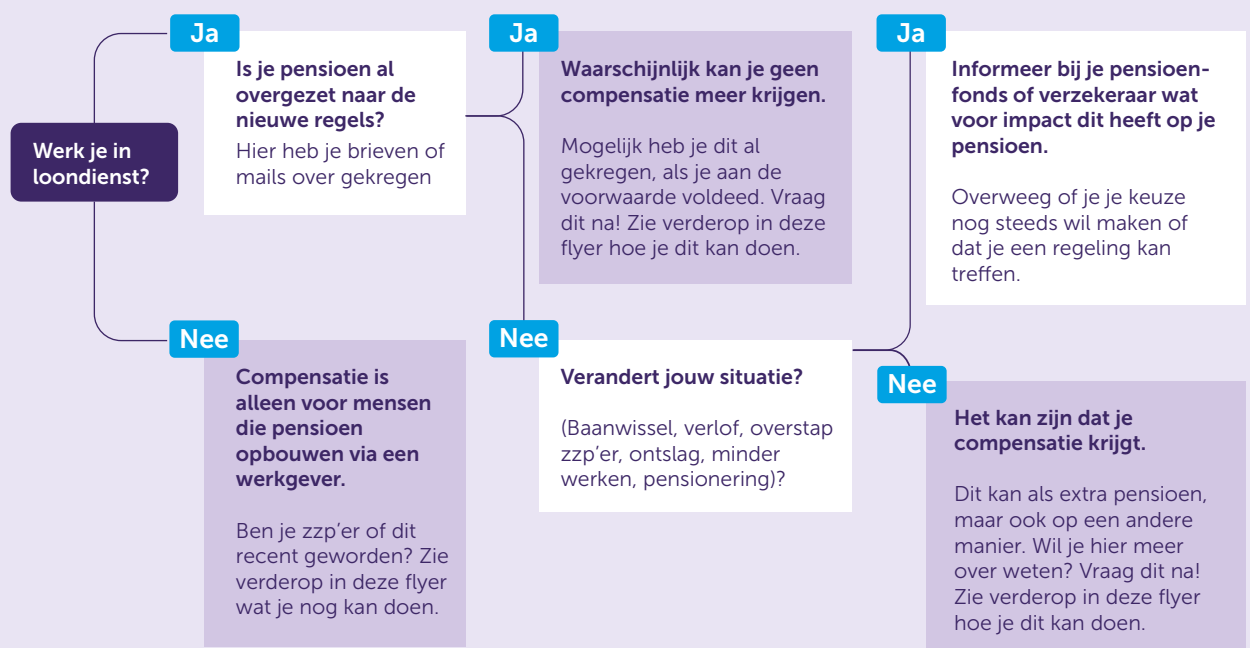 Werk je in
loondienst?
Ja
Is je pensioen al
overgezet naar de
nieuwe regels?
Hier heb je brieven of
mails over gekregen
Nee
Compensatie is
alleen voor mensen
die pensioen
opbouwen via een
werkgever.
Ben je zzp'er of dit
recent geworden? Zie
verderop in deze flyer
wat je nog kan doen.
Ja
Waarschijnlijk kan je geen
compensatie meer krijgen.
Mogelijk heb je dit al
gekregen, als je aan de
voorwaarde voldeed. Vraag
dit na! Zie verderop in deze
flyer hoe je dit kan doen.
Nee
Verandert jouw situatie?
(Baanwissel, verlof, overstap
zzp'er, ontslag, minder
werken, pensionering)?
Ja
Informeer bij je pensioen-
fonds of verzekeraar wat
voor impact dit heeft op je
pensioen.
Overweeg of je je keuze
nog steeds wil maken of
dat je een regeling kan
treffen.
Nee
Het kan zijn dat je
compensatie krijgt.
Dit kan als extra pensioen,
maar ook op een andere
manier. Wil je hier meer
over weten? Vraag dit na!
Zie verderop in deze flyer
hoe je dit kan doen.